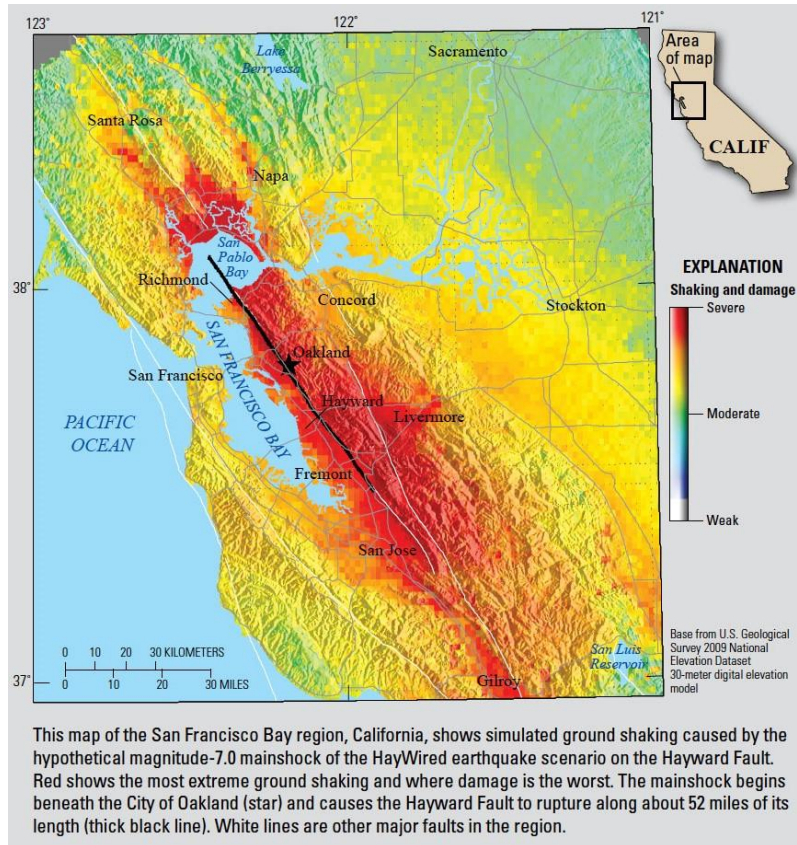 123°
122°
121°
Lake
Berryessa
Sacramento
Area
of map
Santa Rosa
CALIF
Napa
San
Pablo
Bay
EXPLANATION
Shaking and damage
38°
Richmond
Concord
Severe
Stockton
SAN FRANCISCO BAY
Oakland
San Francisco
Hayward
Livermore
PACIFIC
OCEAN
Moderate
Fremont
Weak
San Jose
0 10 20 30 KILOMETERS
0 10 20 30 MILES
San Luis
Reservoir
Base from U.S. Geological
Survey 2009 National
Elevation Dataset
30-meter digital elevation
model
37°
Gilroy
This map of the San Francisco Bay region, California, shows simulated ground shaking caused by the
hypothetical magnitude-7.0 mainshock of the HayWired earthquake scenario on the Hayward Fault.
Red shows the most extreme ground shaking and where damage is the worst. The mainshock begins
beneath the City of Oakland (star) and causes the Hayward Fault to rupture along about 52 miles of its
length (thick black line). White lines are other major faults in the region.